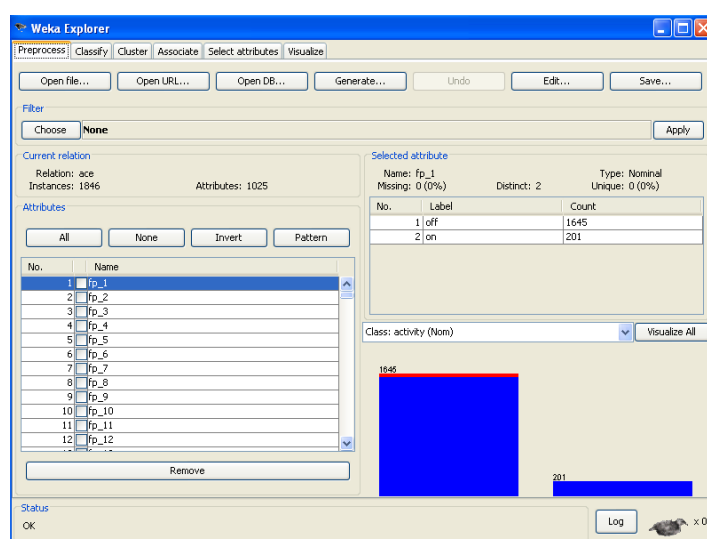 Weka Explorer
Preprocess Classify Cluster Associate Select attributes Visualize
Open file... Open URL... Open DB... Generate... Undo Edit... Save...
Filter
Choose None Apply
Current relation
Relation: ace
Instances: 1846 Attributes: 1025
Attributes
All None Invert Pattern
No. Name
1 fp_1
2 fp_2
3 fp_3
4 fp_4
5 fp_5
6 fp_6
7 fp_7
8 fp_8
9 fp_9
10 fp_10
11 fp_11
12 fp_12
Remove
Selected attribute
Name: fp_1 Type: Nominal
Missing: 0 (0%) Distinct: 2 Unique: 0 (0%)
No. Label Count
1 off 1645
2 on 201
Class: activity (Nom) Visualize All
1645
201
Status
OK
Log x 0